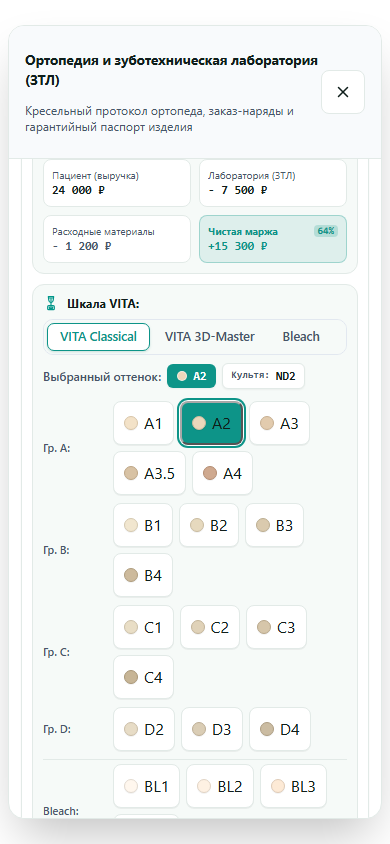 Ортопедия и зуботехническая лаборатория
(ЗТЛ)
Кресельный протокол ортопеда, заказ-наряды и
гарантийный паспорт изделия
Пациент (выручка)
24 000 ₽
Лаборатория (ЗТЛ)
- 7 500 ₽
Расходные материалы
- 1 200 ₽
Чистая маржа 64%
+15 300 ₽
Шкала VITA:
VITA Classical VITA 3D-Master Bleach
Выбранный оттенок: A2 Культя: ND2
Гр. A:
A1 A2 A3
A3.5 A4
Гр. B:
B1 B2 B3
B4
Гр. C:
C1 C2 C3
C4
Гр. D:
D2 D3 D4
Bleach:
BL1 BL2 BL3